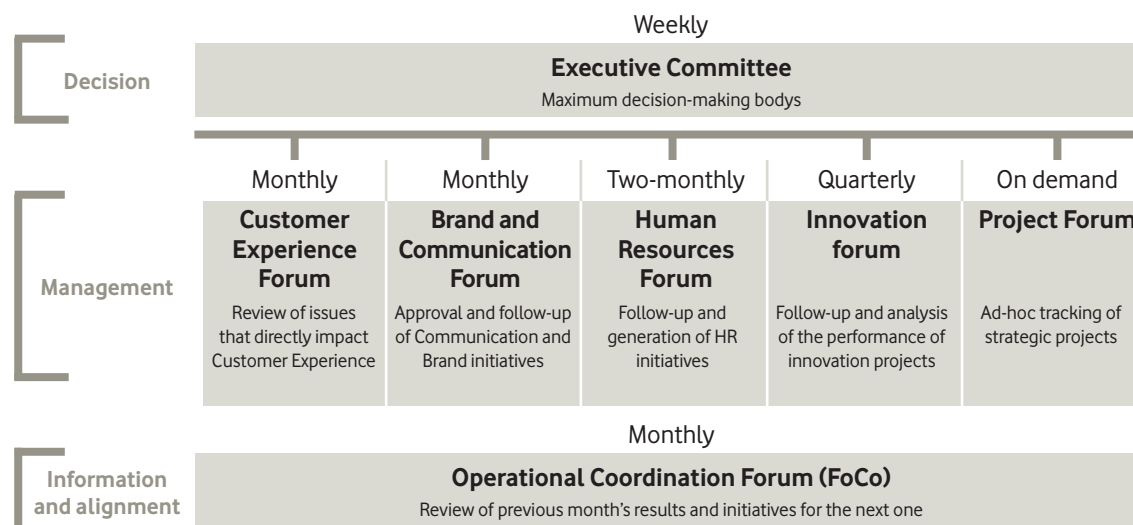 Weekly
Decision
Executive Committee
Maximum decision-making bodys
Management
Monthly
Customer
Experience
Forum
Review of issues
that directly impact
Customer Experience
Monthly
Brand and
Communication
Forum
Approval and follow-up
of Communication and
Brand initiatives
Two-monthly
Human
Resources
Forum
Follow-up and
generation of HR
initiatives
Quarterly
Innovation
forum
Follow-up and analysis
of the performance of
innovation projects
On demand
Project Forum
Ad-hoc tracking of
strategic projects
Monthly
Information
and alignment
Operational Coordination Forum (FoCo)
Review of previous month's results and initiatives for the next one